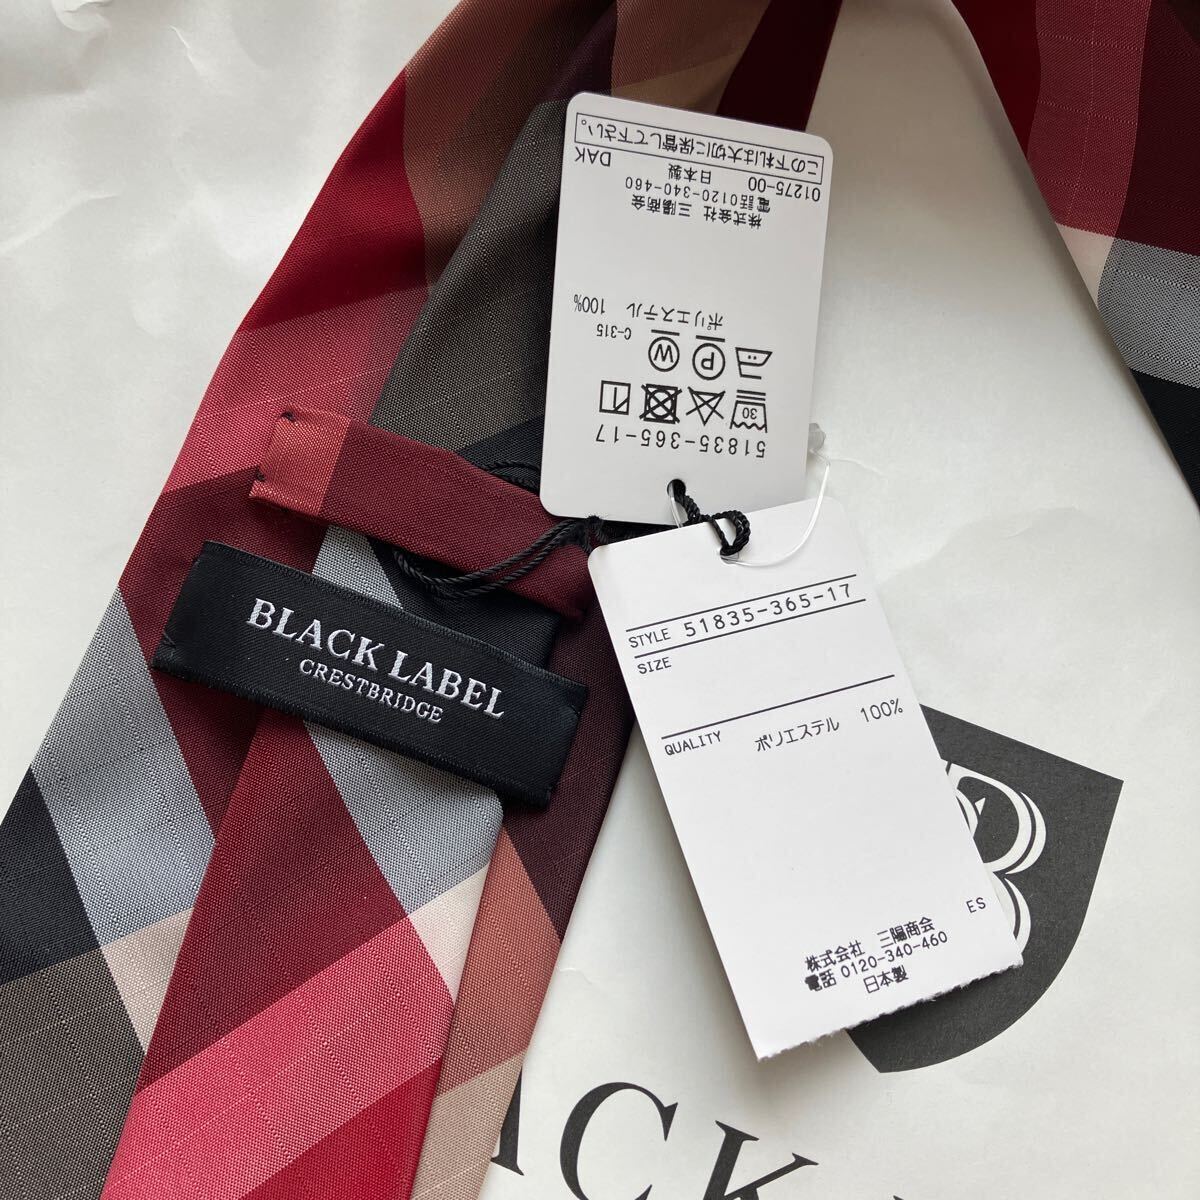 この下札は大切に保管して下さい。
01275-00 DAK
日本製
電話0120-340-460
株式会社 三陽商会
ポリエステル 100%
C-315
P W
30
51835-365-17
BLACK LABEL
CRESTBRIDGE
STYLE 51835-365-17
SIZE
QUALITY ポリエステル 100%
ES
株式会社 三陽商会
電話 0120-340-460
日本製
B
ACK